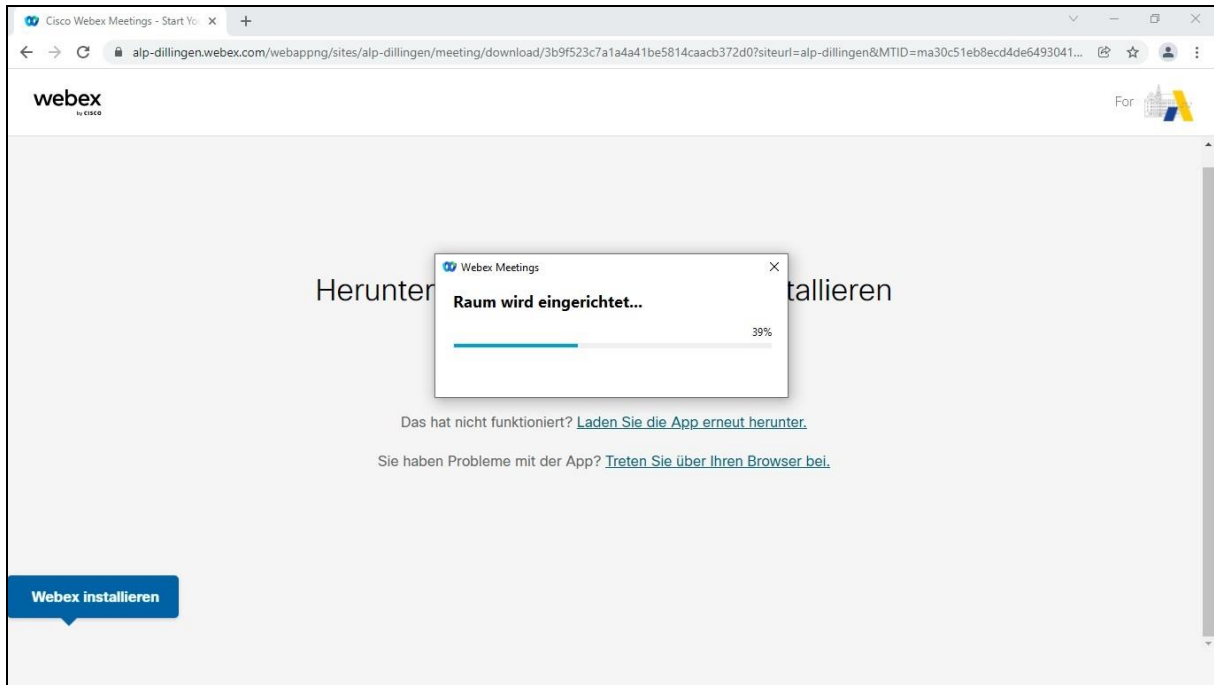 Cisco Webex Meetings - Start Yo
alp-dillingen.webex.com/webappng/sites/alp-dillingen/meeting/download/3b9f523c7a1a4a41be5814caacb372d0?siteurl=alp-dillingen&MTID=ma30c51eb8ecd4de6493041...
webex
by CISCO
For
Webex Meetings
Herunter
tallieren
Raum wird eingerichtet...
39%
Das hat nicht funktioniert? Laden Sie die App erneut herunter.
Sie haben Probleme mit der App? Treten Sie über Ihren Browser bei.
Webex installieren